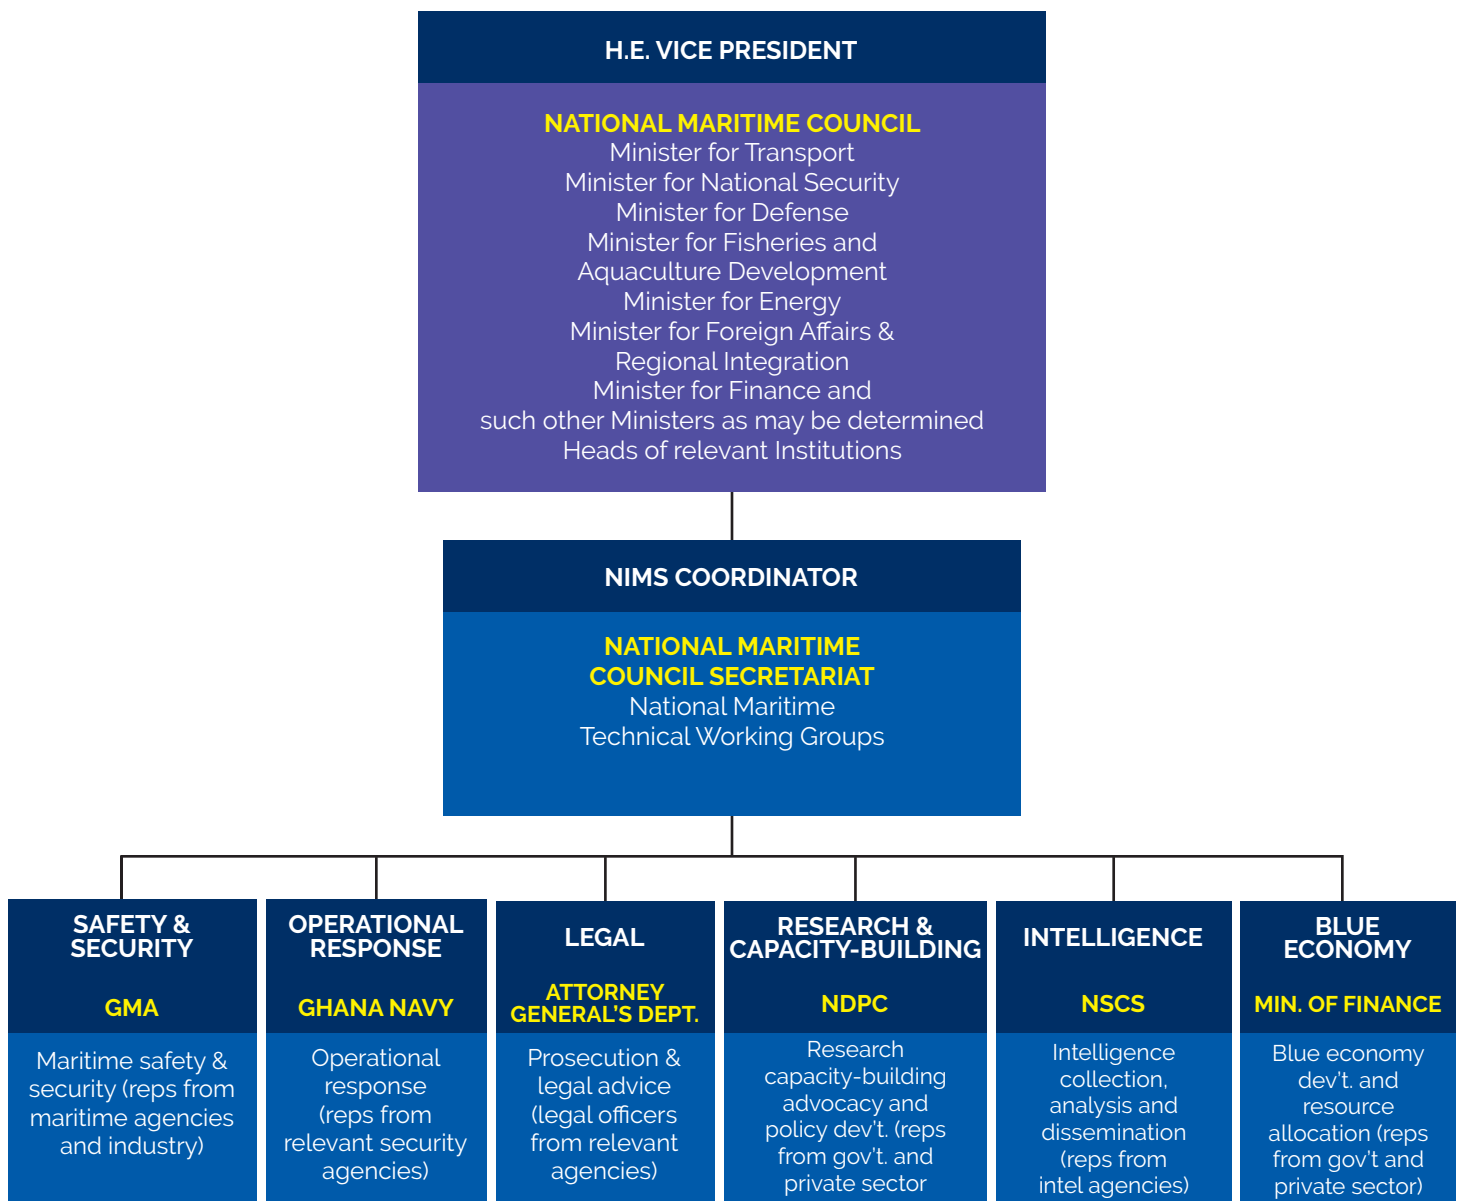 H.E. VICE PRESIDENT
NATIONAL MARITIME COUNCIL
Minister for Transport
Minister for National Security
Minister for Defense
Minister for Fisheries and
Aquaculture Development
Minister for Energy
Minister for Foreign Affairs &
Regional Integration
Minister for Finance and
such other Ministers as may be determined
Heads of relevant Institutions
NIMS COORDINATOR
NATIONAL MARITIME
COUNCIL SECRETARIAT
National Maritime
Technical Working Groups
SAFETY &
SECURITY
GMA
Maritime safety &
security (reps from
maritime agencies
and industry)
OPERATIONAL
RESPONSE
GHANA NAVY
Operational
response
(reps from
relevant security
agencies)
LEGAL
ATTORNEY
GENERAL'S DEPT.
Prosecution &
legal advice
(legal officers
from relevant
agencies)
RESEARCH &
CAPACITY-BUILDING
NDPC
Research
capacity-building
advocacy and
policy dev't. (reps
from gov't. and
private sector
INTELLIGENCE
NSCS
Intelligence
collection,
analysis and
dissemination
(reps from
intel agencies)
BLUE
ECONOMY
MIN. OF FINANCE
Blue economy
dev't. and
resource
allocation (reps
from gov't and
private sector)